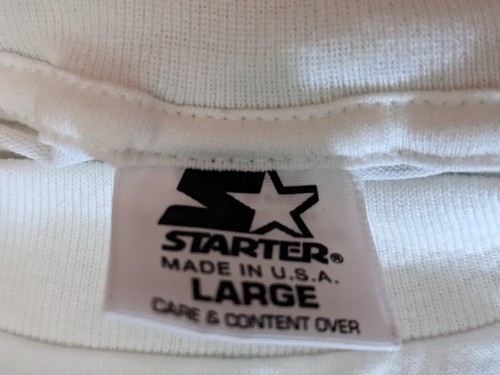 STARTER®
MADE IN U.S.A.
LARGE
CARE & CONTENT OVER